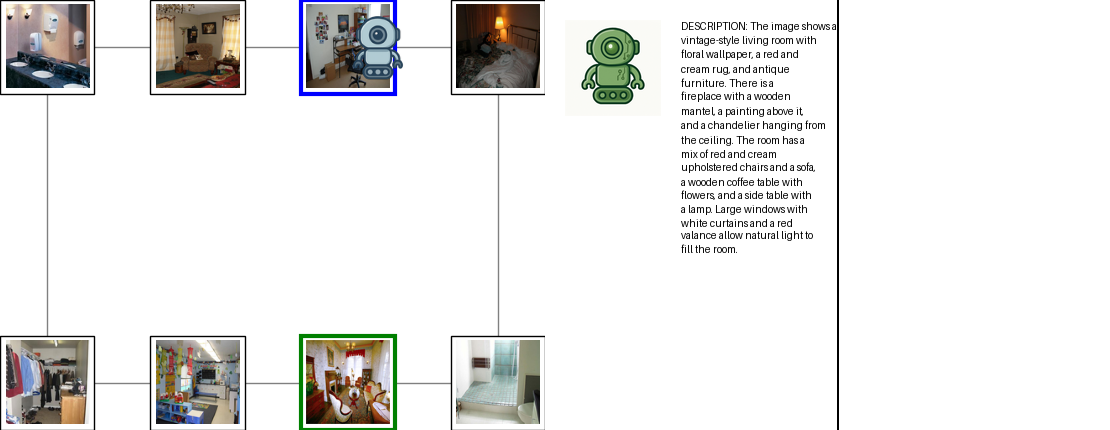 DESCRIPTION: The image shows a
vintage-style living room with
floral wallpaper, a red and
cream rug, and antique
furniture. There is a
fireplace with a wooden
mantel, a painting above it,
and a chandelier hanging from
the ceiling. The room has a
mix of red and cream
upholstered chairs and a sofa,
a wooden coffee table with
flowers, and a side table with
a lamp. Large windows with
white curtains and a red
valance allow natural light to
fill the room.